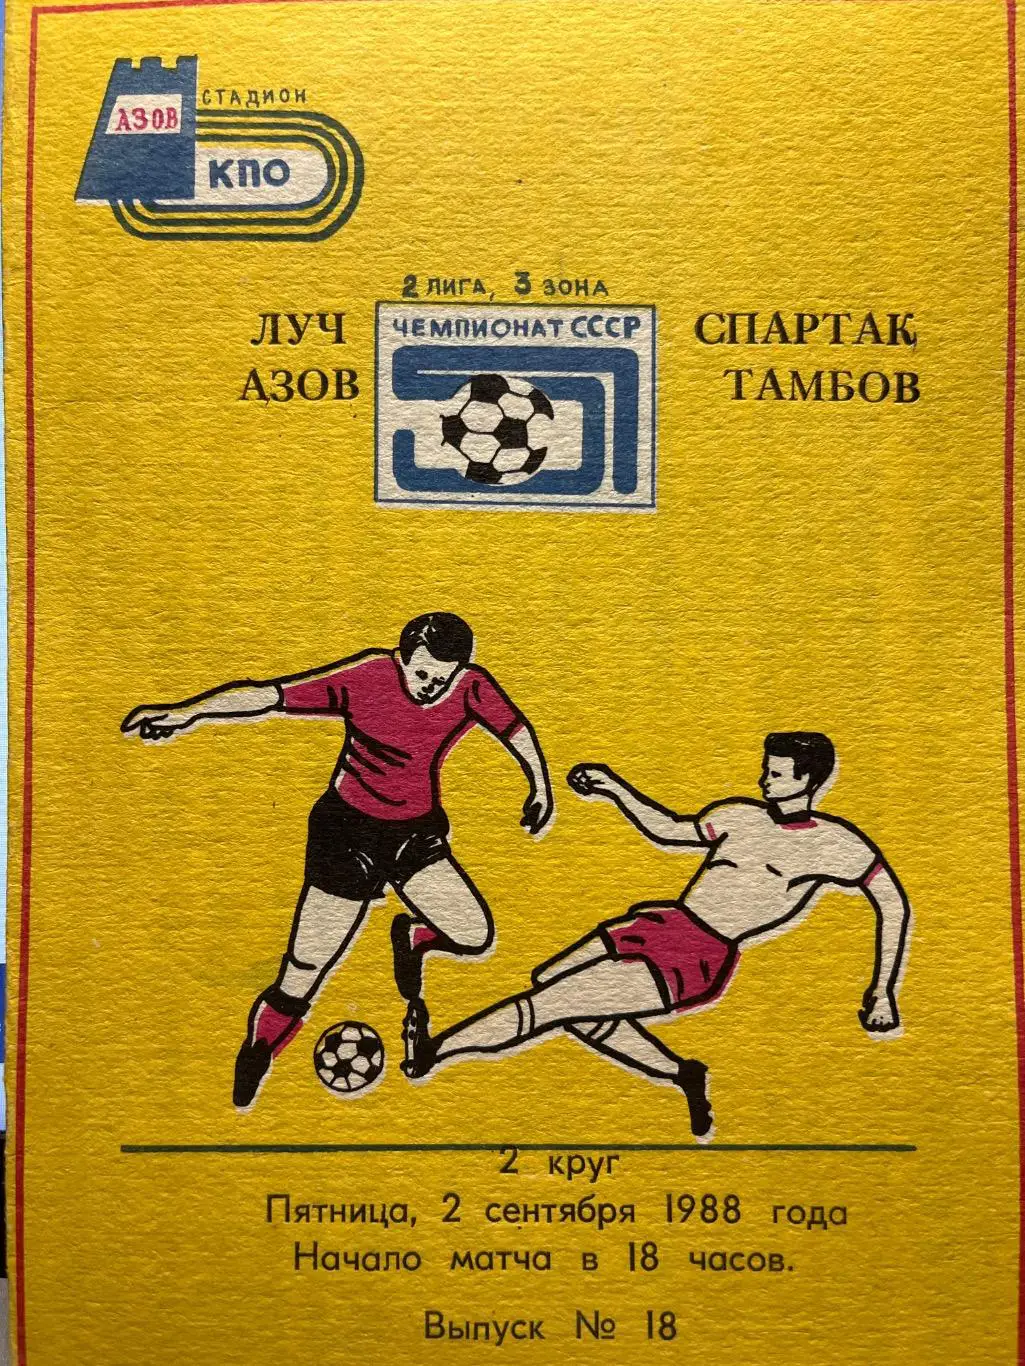 СТАДИОН
АЗОВ
КПО
2 ЛИГА, 3 ЗОНА
ЧЕМПИОНАТ СССР
ЛУЧ
АЗОВ
СПАРТАК,
ТАМБОВ
51
2 круг
Пятница, 2 сентября 1988 года
Начало матча в 18 часов.
Выпуск № 18